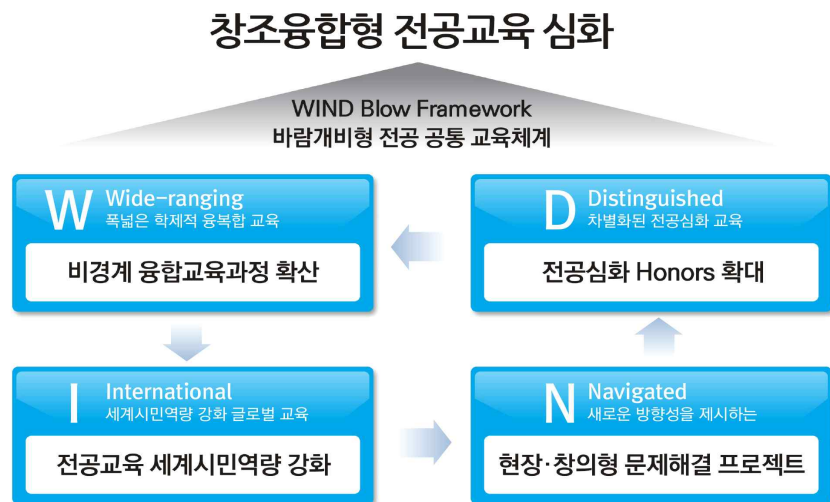 창조융합형 전공교육 심화
WIND Blow Framework
바람개비형 전공 공통 교육체계
W Wide-ranging
폭넓은 학제적 융복합 교육
비경계 융합교육과정 확산
D Distinguished
차별화된 전공심화 교육
전공심화 Honors 확대
I International
세계시민역량 강화 글로벌 교육
전공교육 세계시민역량 강화
N Navigated
새로운 방향성을 제시하는
현장·창의형 문제해결 프로젝트